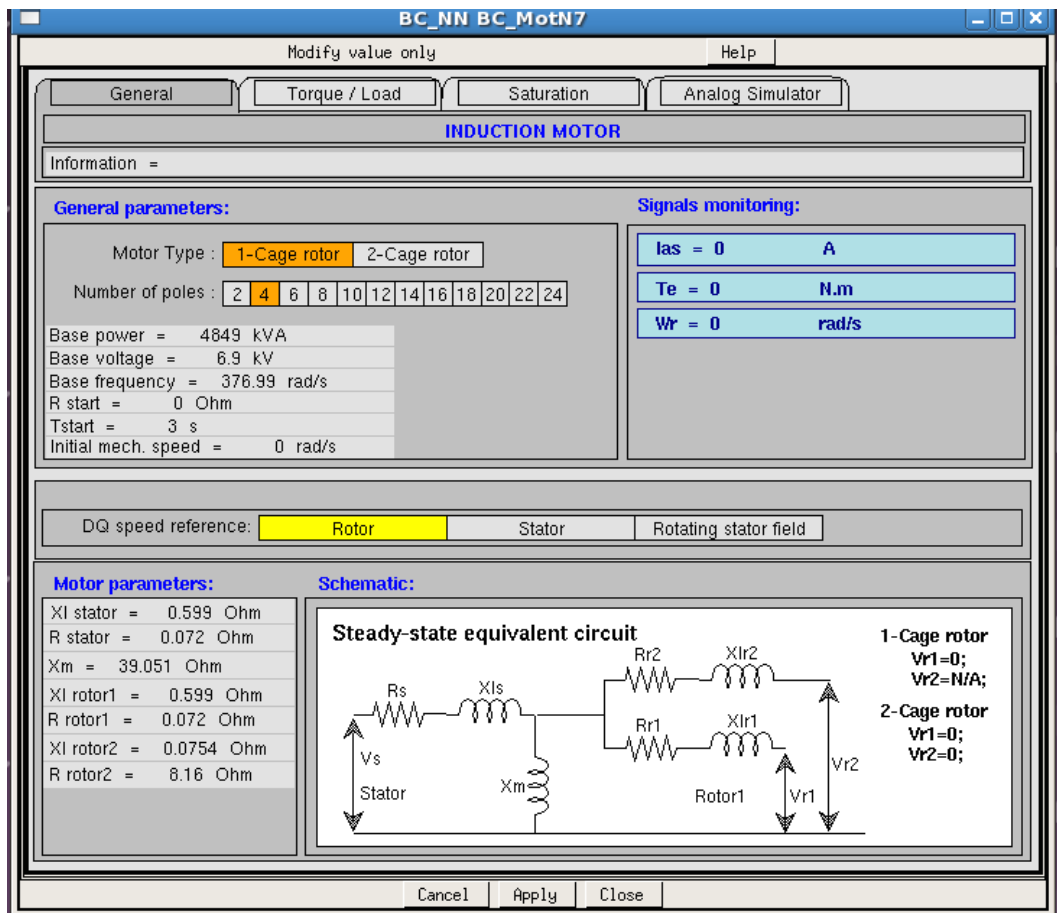 BC_NN BC_MotN7
Modify value only Help
General Torque / Load Saturation Analog Simulator
INDUCTION MOTOR
Information =
General parameters:
Motor Type : 1-Cage rotor 2-Cage rotor
Number of poles : 2 4 6 8 10 12 14 16 18 20 22 24
Base power = 4849 kVA
Base voltage = 6.9 kV
Base frequency = 376.99 rad/s
R start = 0 Ohm
Tstart = 3 s
Initial mech. speed = 0 rad/s
Signals monitoring:
Ias = 0 A
Te = 0 N.m
Wr = 0 rad/s
DQ speed reference: Rotor Stator Rotating stator field
Motor parameters:
Xl stator = 0.599 Ohm
R stator = 0.072 Ohm
Xm = 39.051 Ohm
Xl rotor1 = 0.599 Ohm
R rotor1 = 0.072 Ohm
Xl rotor2 = 0.0754 Ohm
R rotor2 = 8.16 Ohm
Schematic:
Steady-state equivalent circuit
Rr2 Xlr2
Rs Xls
Rr1 Xlr1
Vs
Stator
Xm
Rotor1
Vr1
Vr2
1-Cage rotor
Vr1=0;
Vr2=N/A;
2-Cage rotor
Vr1=0;
Vr2=0;
Cancel Apply Close